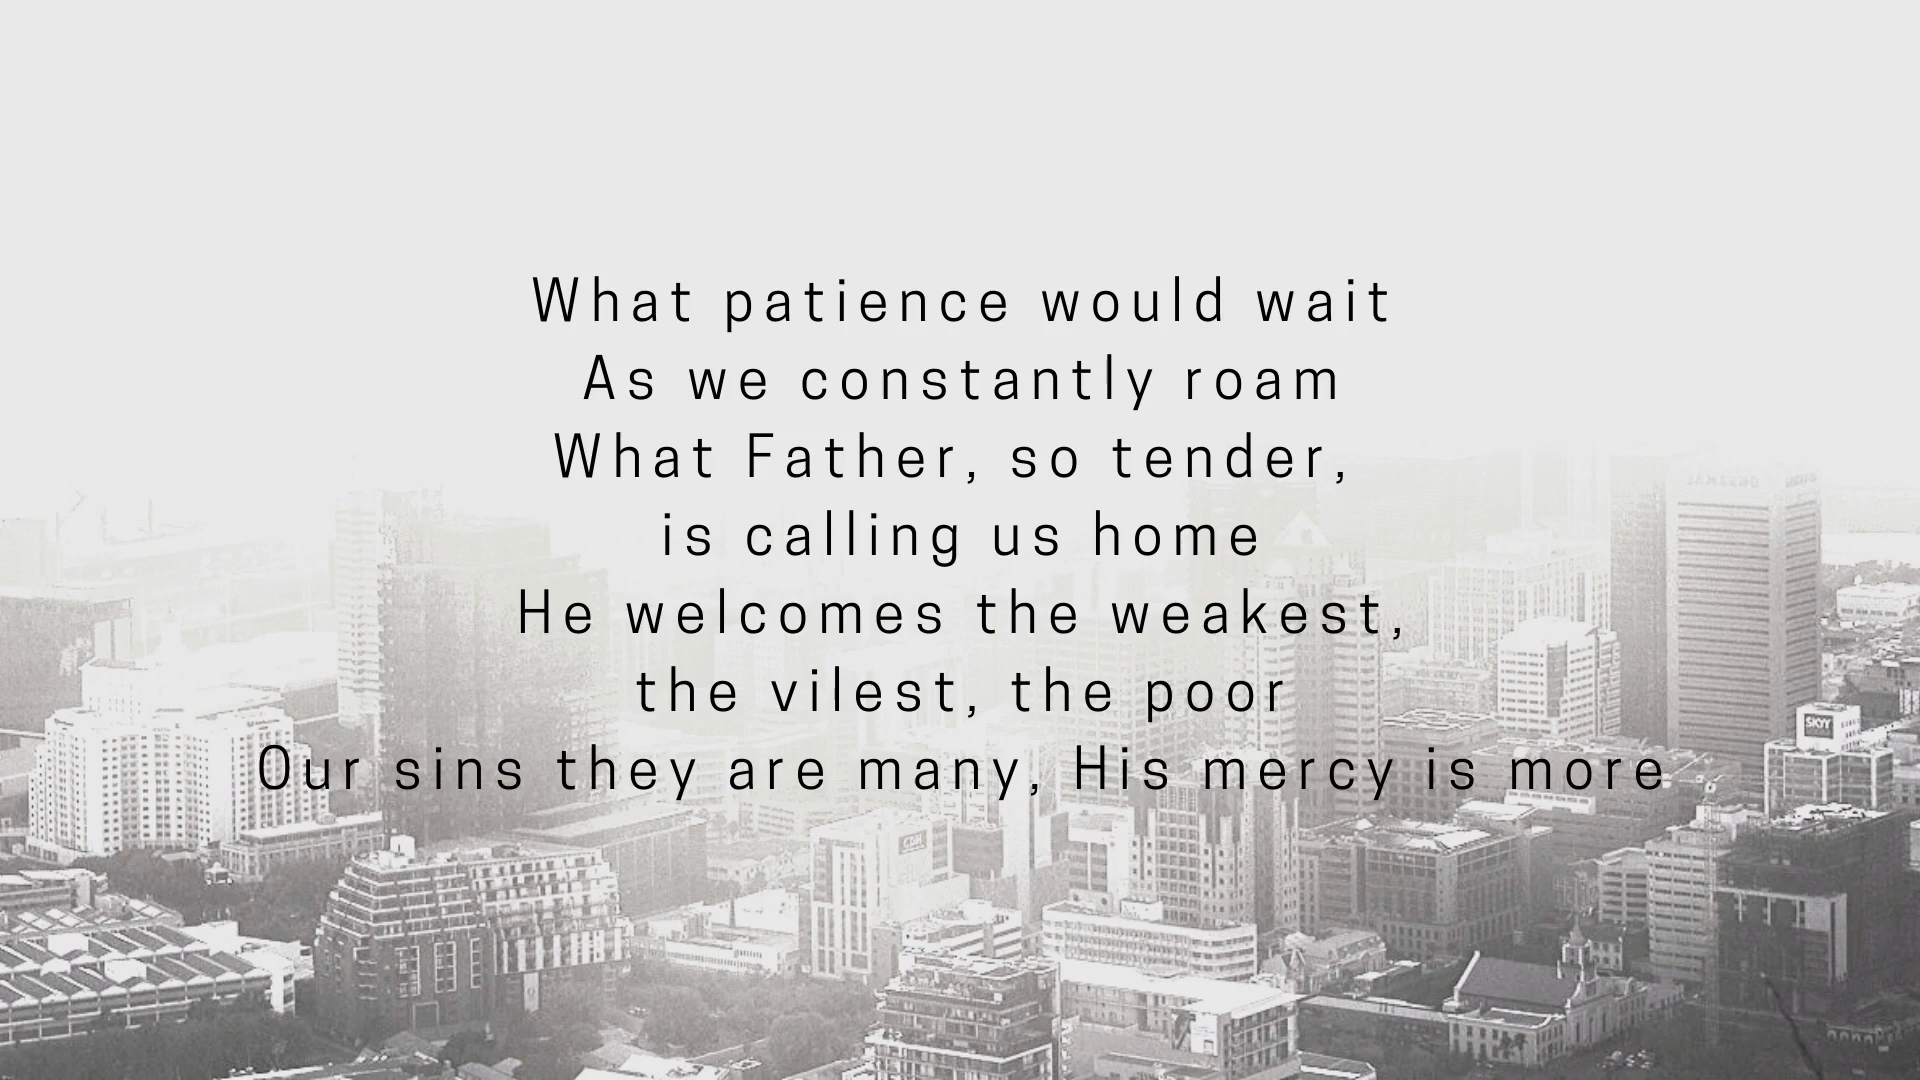 What patience would wait
As we constantly roam
What Father, so tender,
is calling us home
He welcomes the weakest,
the vilest, the poor
Our sins they are many, His mercy is more
SKYY